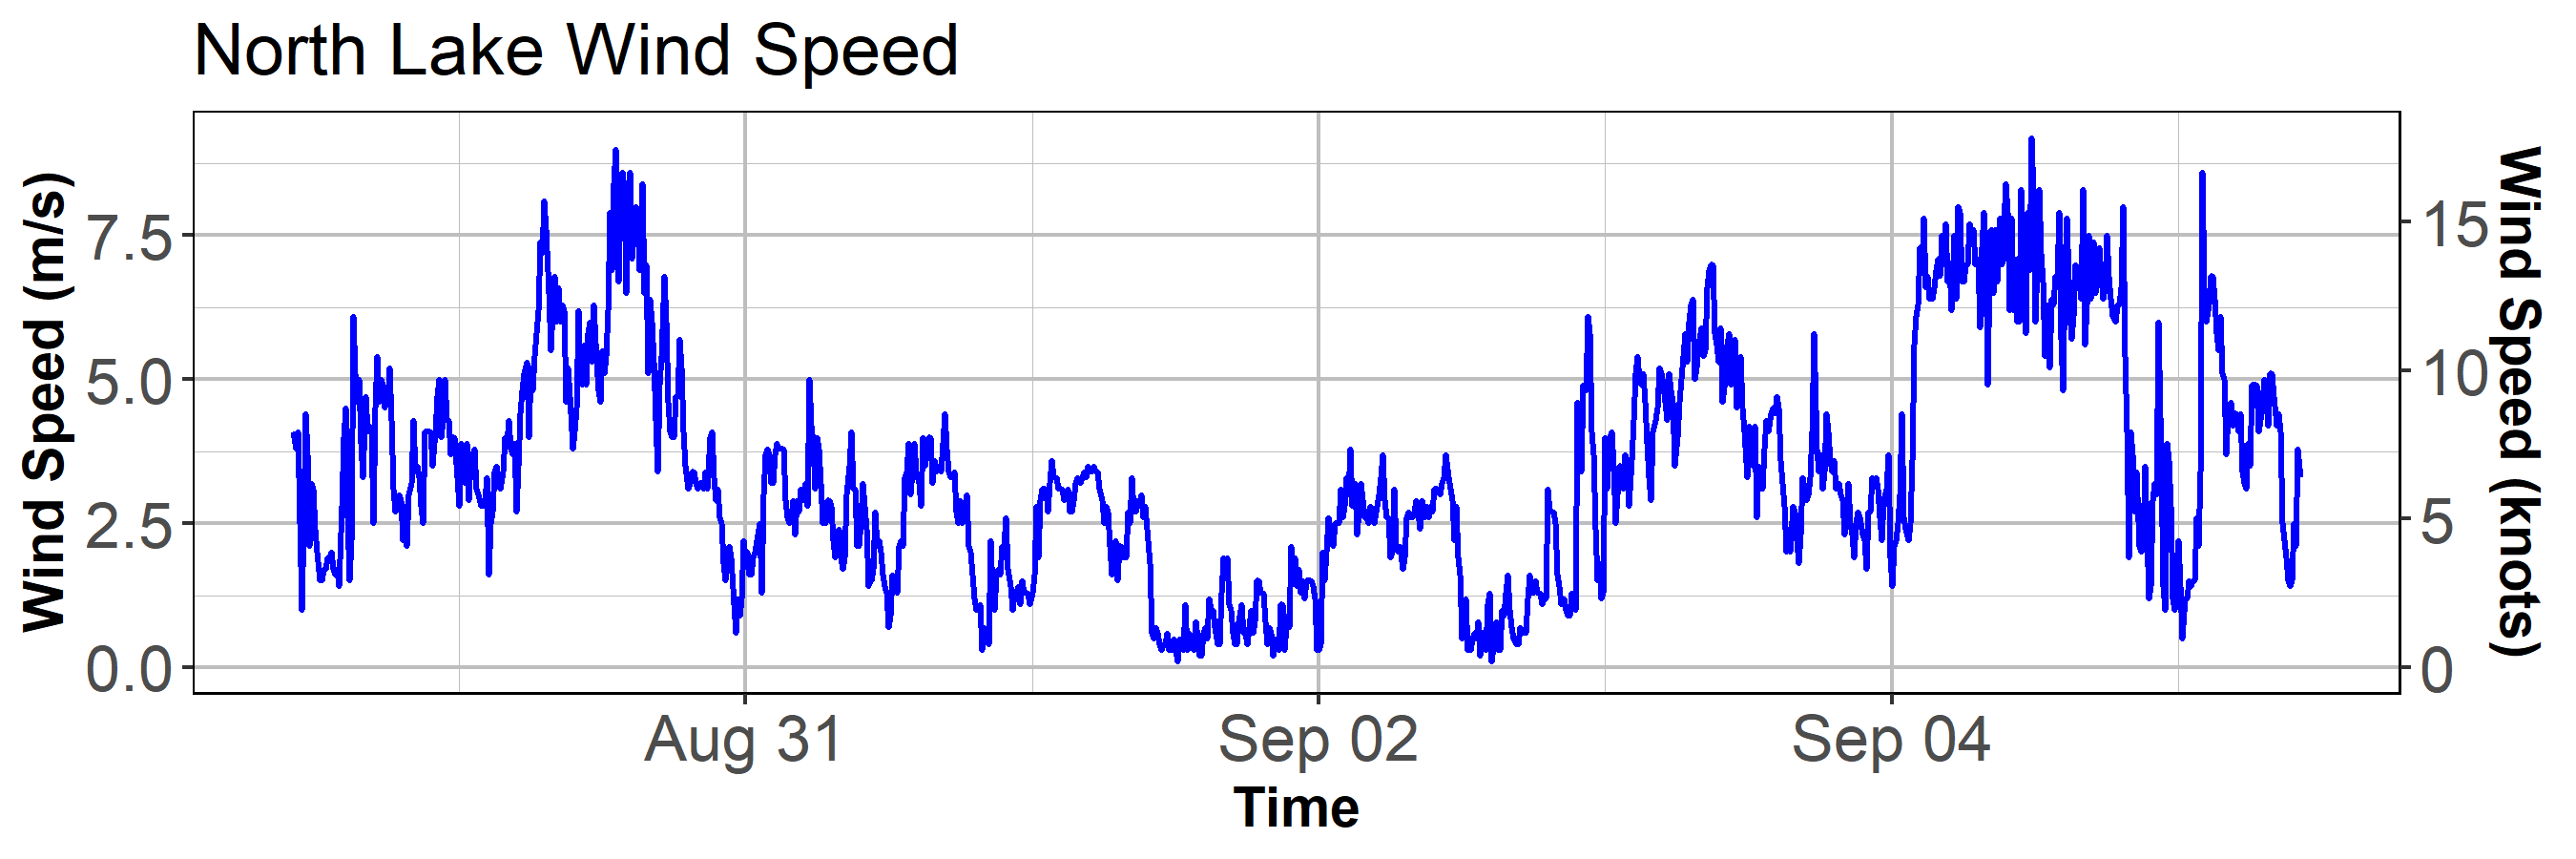 North Lake Wind Speed
Wind Speed (m/s)
7.5
5.0
2.5
0.0
15
10
5
0
Wind Speed (knots)
Aug 31
Sep 02
Sep 04
Time